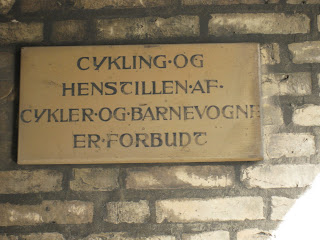 CYKLING·OG
HENSTILLEN·AF·
CYKLER·OG·BARNEVOGNE
ER·FORBUDT